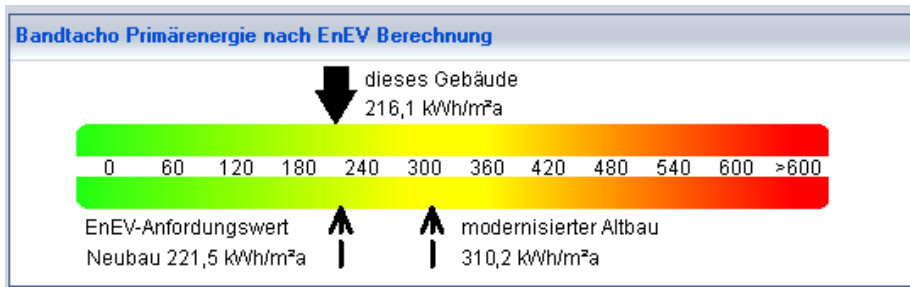 Bandtacho Primärenergie nach EnEV Berechnung
dieses Gebäude
216,1 kWh/m²a
0 60 120 180 240 300 360 420 480 540 600 >600
EnEV-Anfordungswert
Neubau 221,5 kWh/m²a
modernisierter Altbau
310,2 kWh/m²a